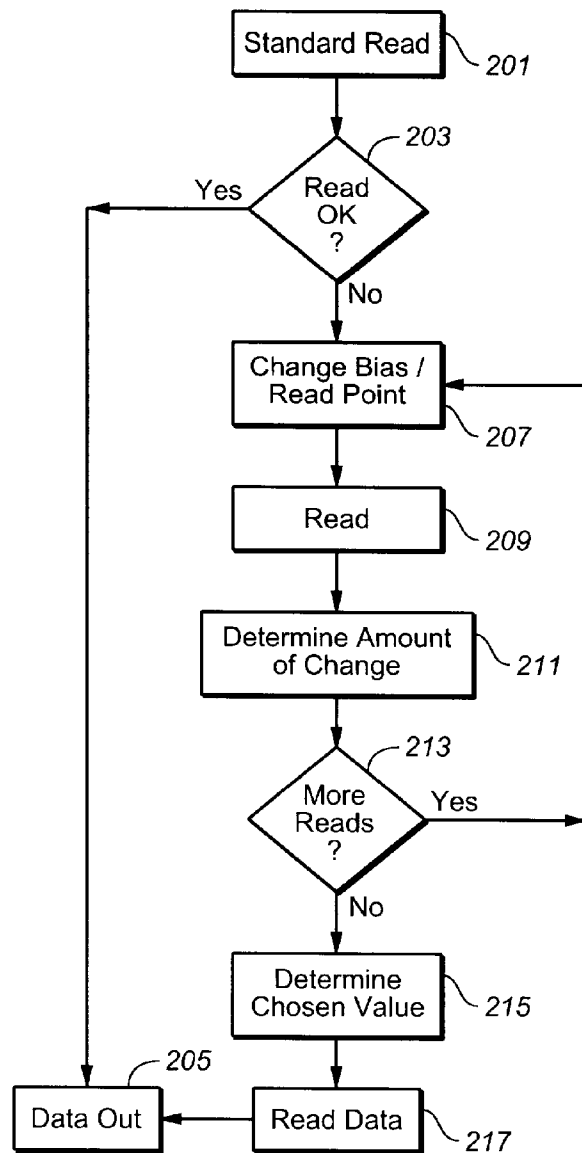 Standard Read
201
203
Yes
Read
OK
?
No
Change Bias /
Read Point
207
Read
209
Determine Amount
of Change
211
213
More
Reads
?
Yes
No
Determine
Chosen Value
215
205
Data Out
Read Data
217